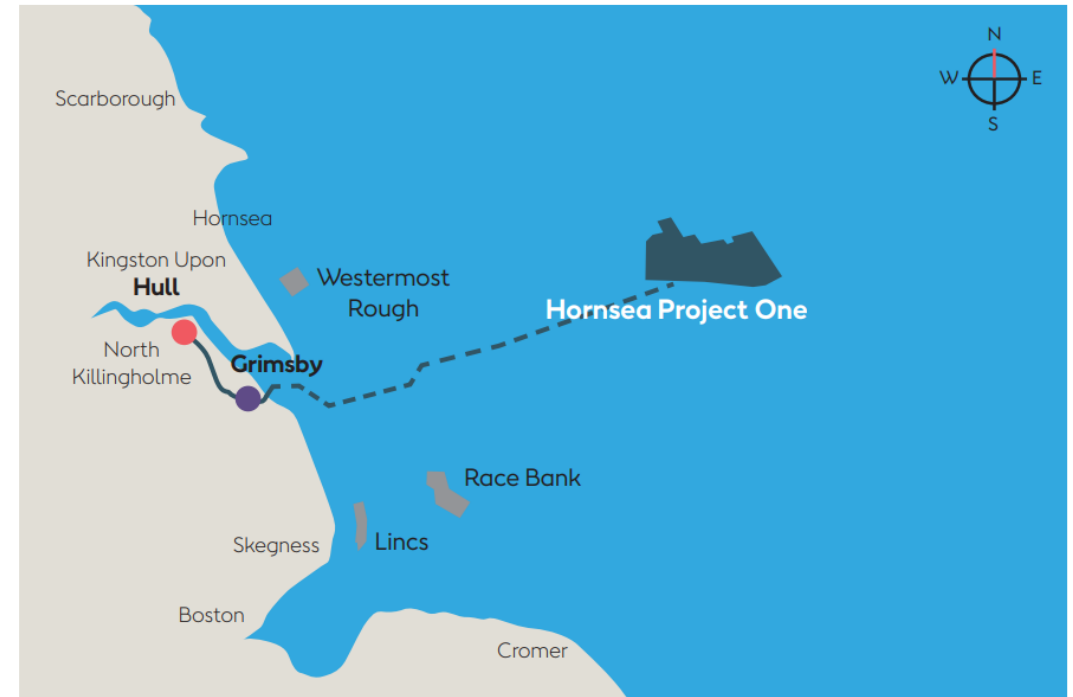 N
W
E
S
Scarborough
Hornsea
Kingston Upon
Hull
Westermost
Rough
Hornsea Project One
North
Killingholme
Grimsby
Race Bank
Skegness
Lincs
Boston
Cromer